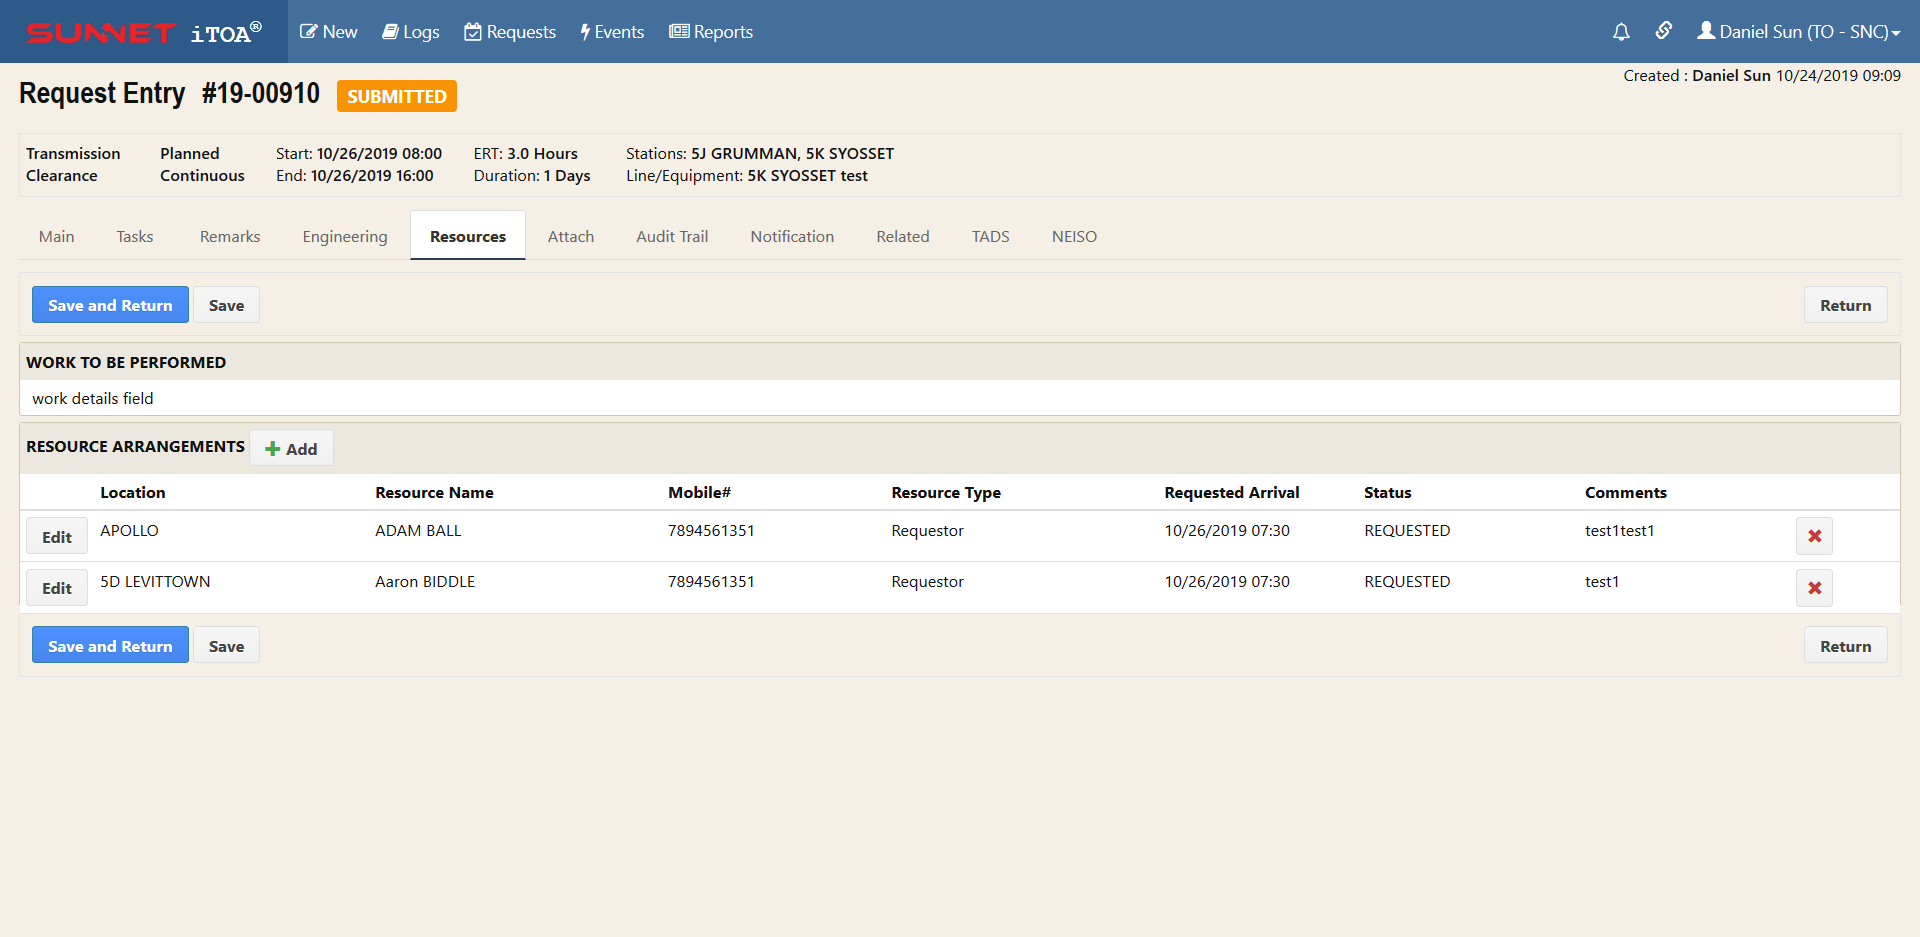 SUNNET iTOA® New Logs Requests Events Reports Daniel Sun (TO - SNC)
Created : Daniel Sun 10/24/2019 09:09
Request Entry #19-00910 SUBMITTED
Transmission Planned Start: 10/26/2019 08:00 ERT: 3.0 Hours Stations: 5J GRUMMAN, 5K SYOSSET
Clearance Continuous End: 10/26/2019 16:00 Duration: 1 Days Line/Equipment: 5K SYOSSET test
Main Tasks Remarks Engineering Resources Attach Audit Trail Notification Related TADS NEISO
Save and Return Save Return
WORK TO BE PERFORMED
work details field
RESOURCE ARRANGEMENTS Add
Location Resource Name Mobile# Resource Type Requested Arrival Status Comments
Edit APOLLO ADAM BALL 7894561351 Requestor 10/26/2019 07:30 REQUESTED test1test1
Edit 5D LEVITTOWN Aaron BIDDLE 7894561351 Requestor 10/26/2019 07:30 REQUESTED test1
Save and Return Save Return